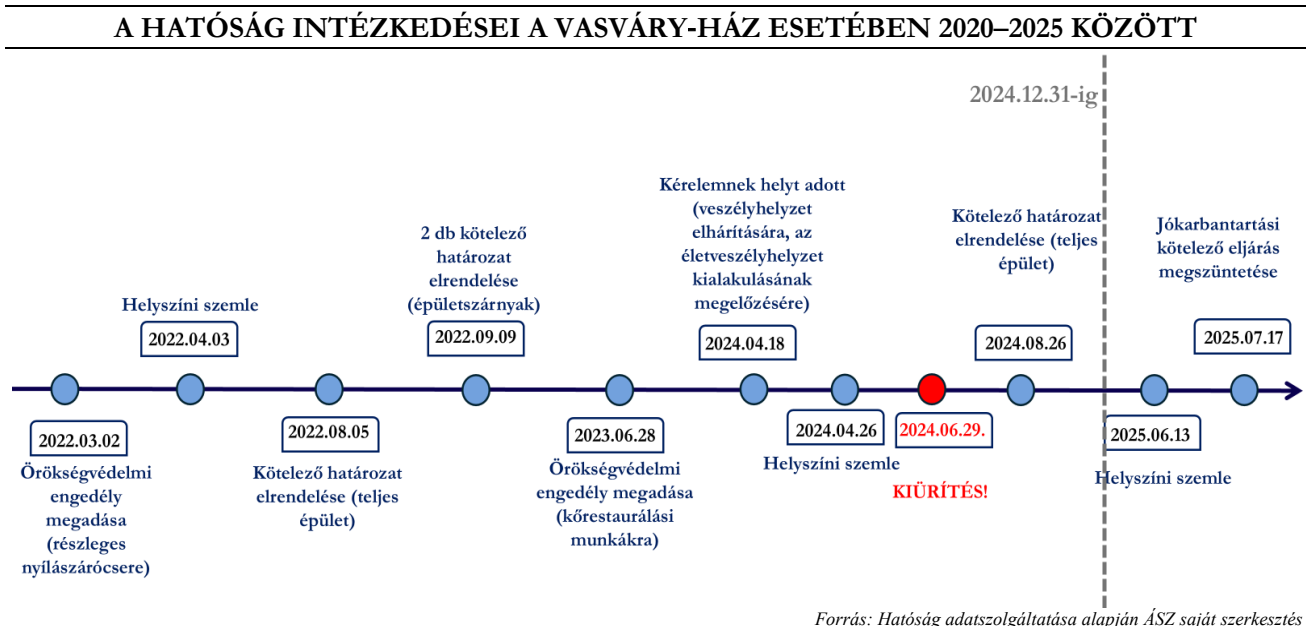 A HATÓSÁG INTÉZKEDÉSEI A VASVÁRY-HÁZ ESETÉBEN 2020–2025 KÖZÖTT
2024.12.31-ig
2022.03.02
Örökségvédelmi
engedély
megadása
(részleges
nyílászárócsere)
Helyszíni szemle
2022.04.03
2022.08.05
Kötelező határozat
elrendelése (teljes
épület)
2 db kötelező
határozat
elrendelése
(épületszárnyak)
2022.09.09
2023.06.28
Örökségvédelmi
engedély megadása
(kőrestaurálási
munkákra)
Kérelemnek helyt adott
(veszélyhelyzet
elhárítására, az
életveszélyhelyzet
kialakulásának
megelőzésére)
2024.04.18
2024.04.26
Helyszíni szemle
2024.06.29.
KIÜRÍTÉS!
Kötelező határozat
elrendelése (teljes
épület)
2024.08.26
2025.06.13
Helyszíni szemle
Jókarbantartási
kötelező eljárás
megszüntetése
2025.07.17
Forrás: Hatóság adatszolgáltatása alapján ÁSZ saját szerkesztés